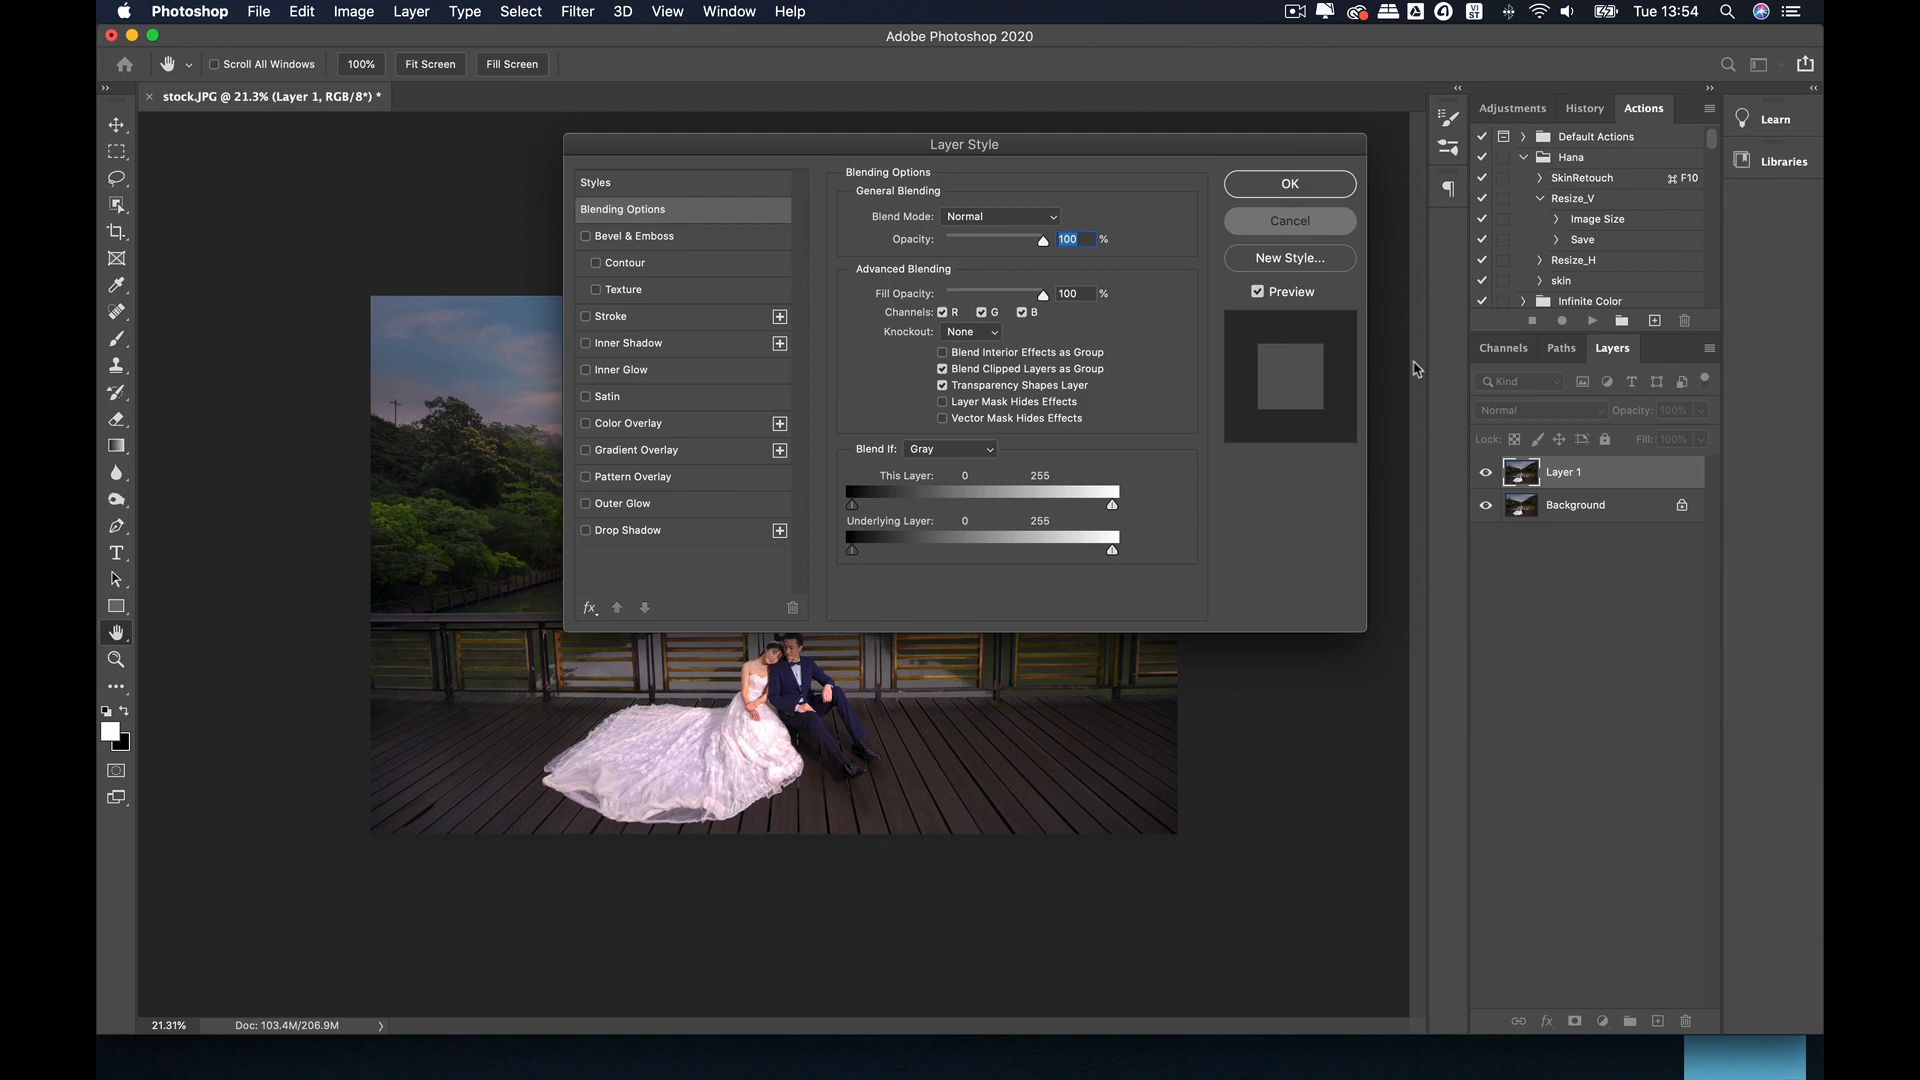 Photoshop File Edit Image Layer Type Select Filter 3D View Window Help
VI
ST
Tue 13:54
Adobe Photoshop 2020
Scroll All Windows 100% Fit Screen Fill Screen
stock.JPG @ 21.3% (Layer 1, RGB/8*) *
Layer Style
Styles
Blending Options
Bevel & Emboss
Contour
Texture
Stroke
Inner Shadow
Inner Glow
Satin
Color Overlay
Gradient Overlay
Pattern Overlay
Outer Glow
Drop Shadow
fx
Blending Options
General Blending
Blend Mode: Normal
Opacity: 100 %
Advanced Blending
Fill Opacity: 100 %
Channels: R G B
Knockout: None
Blend Interior Effects as Group
Blend Clipped Layers as Group
Transparency Shapes Layer
Layer Mask Hides Effects
Vector Mask Hides Effects
Blend If: Gray
This Layer: 0 255
Underlying Layer: 0 255
OK
Cancel
New Style...
Preview
Adjustments History Actions
Default Actions
Hana
SkinRetouch ⌘ F10
Resize_V
Image Size
Save
Resize_H
skin
Infinite Color
Channels Paths Layers
Kind
Normal Opacity: 100%
Lock: Fill: 100%
Layer 1
Background
fx
Learn
Libraries
21.31% Doc: 103.4M/206.9M